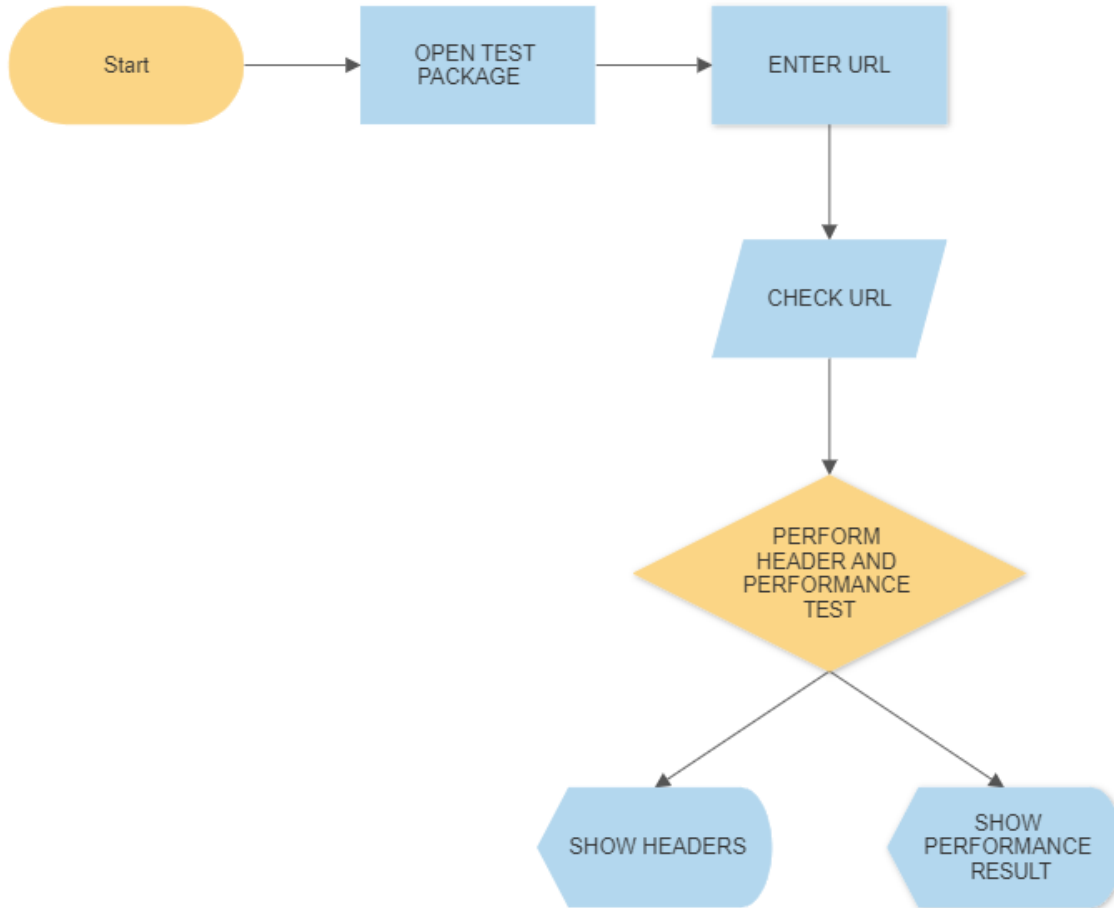 Start
OPEN TEST
PACKAGE
ENTER URL
CHECK URL
PERFORM
HEADER AND
PERFORMANCE
TEST
SHOW HEADERS
SHOW
PERFORMANCE
RESULT